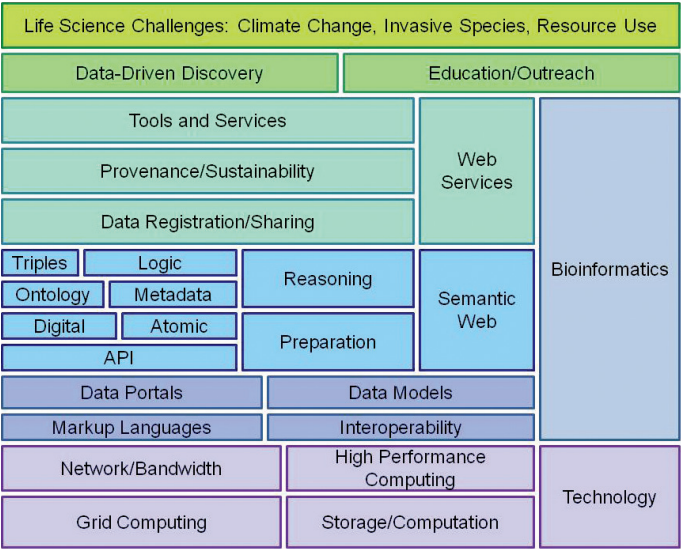 Life Science Challenges: Climate Change, Invasive Species, Resource Use
Data-Driven Discovery
Education/Outreach
Tools and Services
Provenance/Sustainability
Data Registration/Sharing
Web
Services
Bioinformatics
Triples
Logic
Ontology
Metadata
Digital
Atomic
API
Reasoning
Preparation
Semantic
Web
Data Portals
Data Models
Markup Languages
Interoperability
Network/Bandwidth
High Performance
Computing
Grid Computing
Storage/Computation
Technology